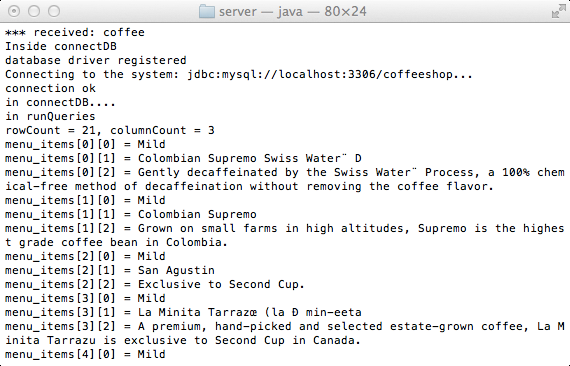 server — java — 80×24
*** received: coffee
Inside connectDB
database driver registered
Connecting to the system: jdbc:mysql://localhost:3306/coffeeshop...
connection ok
in connectDB....
in runQueries
rowCount = 21, columnCount = 3
menu_items[0][0] = Mild
menu_items[0][1] = Colombian Supremo Swiss Water¨ D
menu_items[0][2] = Gently decaffeinated by the Swiss Water¨ Process, a 100% chem
ical-free method of decaffeination without removing the coffee flavor.
menu_items[1][0] = Mild
menu_items[1][1] = Colombian Supremo
menu_items[1][2] = Grown on small farms in high altitudes, Supremo is the highes
t grade coffee bean in Colombia.
menu_items[2][0] = Mild
menu_items[2][1] = San Agustin
menu_items[2][2] = Exclusive to Second Cup.
menu_items[3][0] = Mild
menu_items[3][1] = La Minita Tarrazœ (la Ð min-eeta
menu_items[3][2] = A premium, hand-picked and selected estate-grown coffee, La M
inita Tarrazu is exclusive to Second Cup in Canada.
menu_items[4][0] = Mild